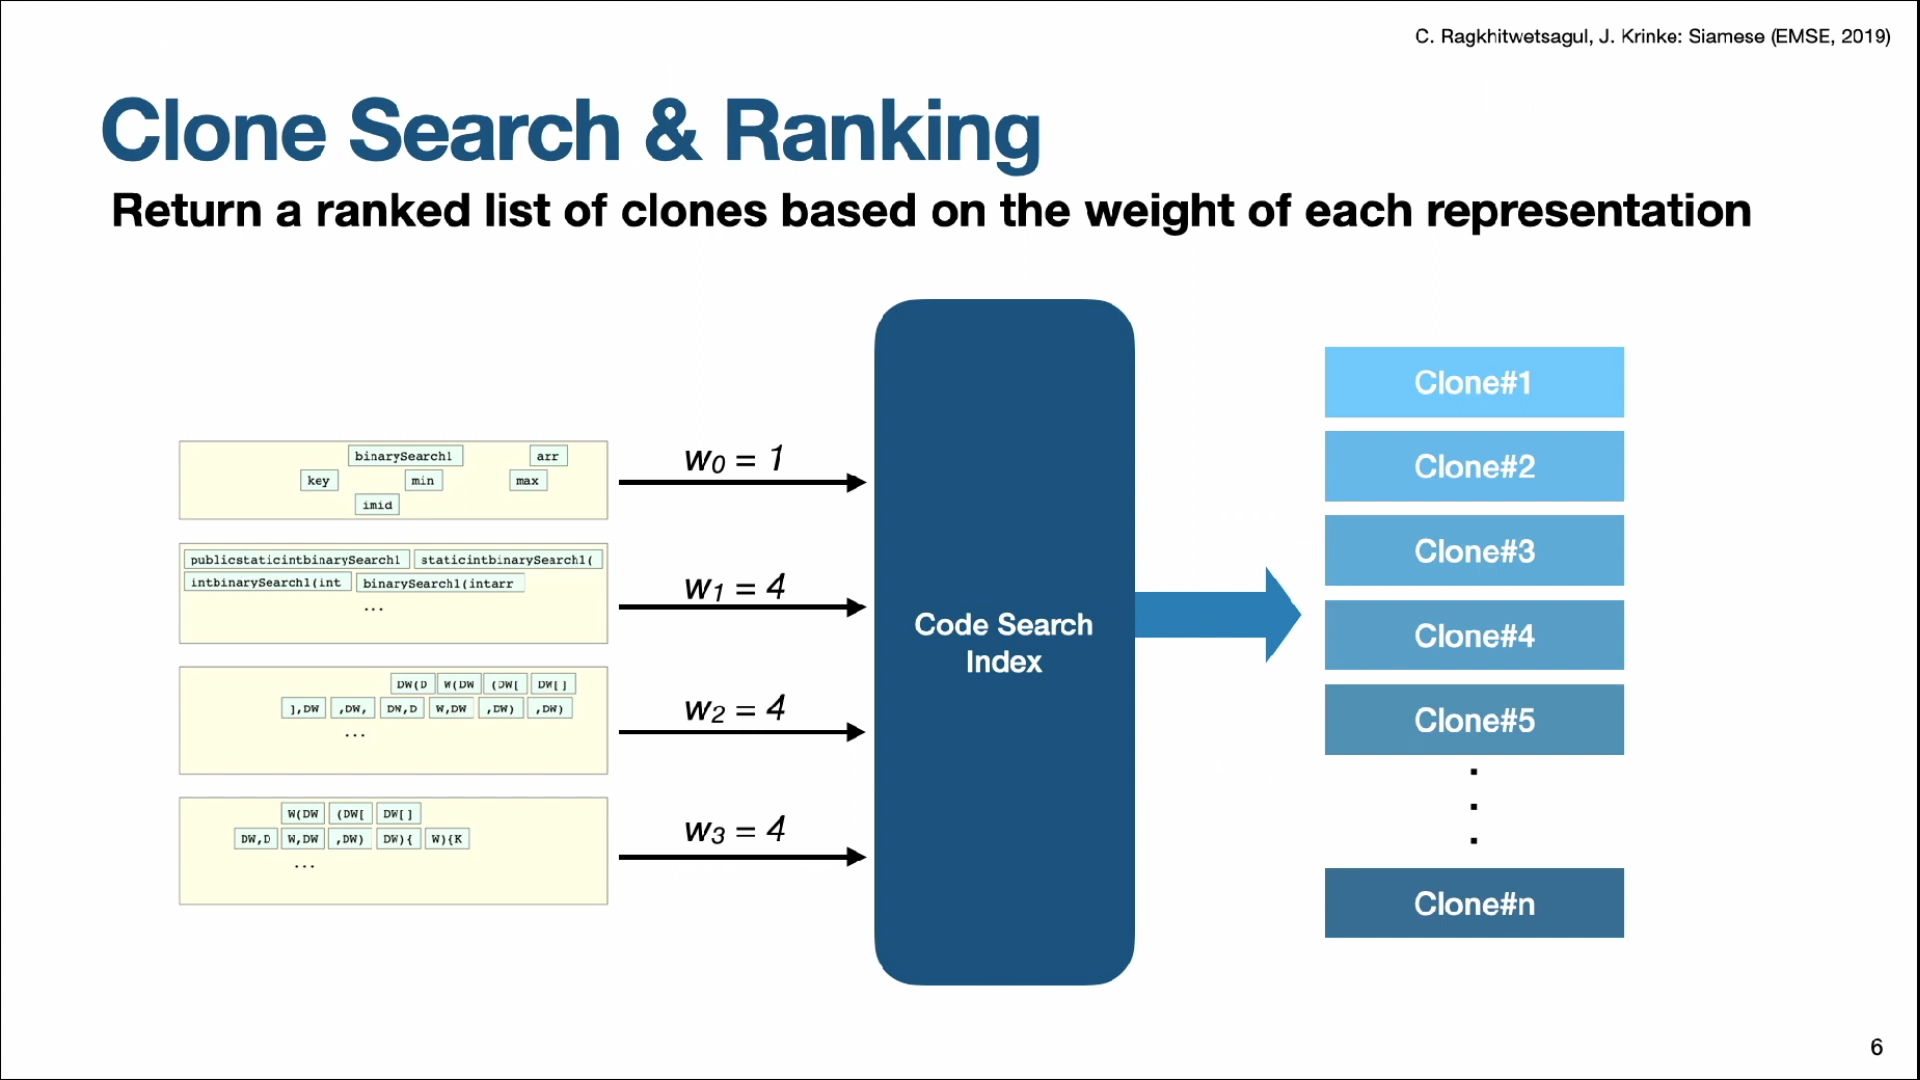 C. Ragkhitwetsagul, J. Krinke: Siamese (EMSE, 2019)
Clone Search & Ranking
Return a ranked list of clones based on the weight of each representation
binarySearch1 arr
key min max
imid
w0 = 1
publicstaticintbinarySearch1 staticintbinarySearch1(
intbinarySearch1(int binarySearch1(intarr
...
w1 = 4
DW(D W(DW (DW[ DW[]
],DW ,DW, DW,D W,DW ,DW) ,DW)
...
w2 = 4
W(DW (DW[ DW[]
DW,D W,DW ,DW) DW){ W){K
...
w3 = 4
Code Search
Index
Clone#1
Clone#2
Clone#3
Clone#4
Clone#5
.
.
.
Clone#n
6